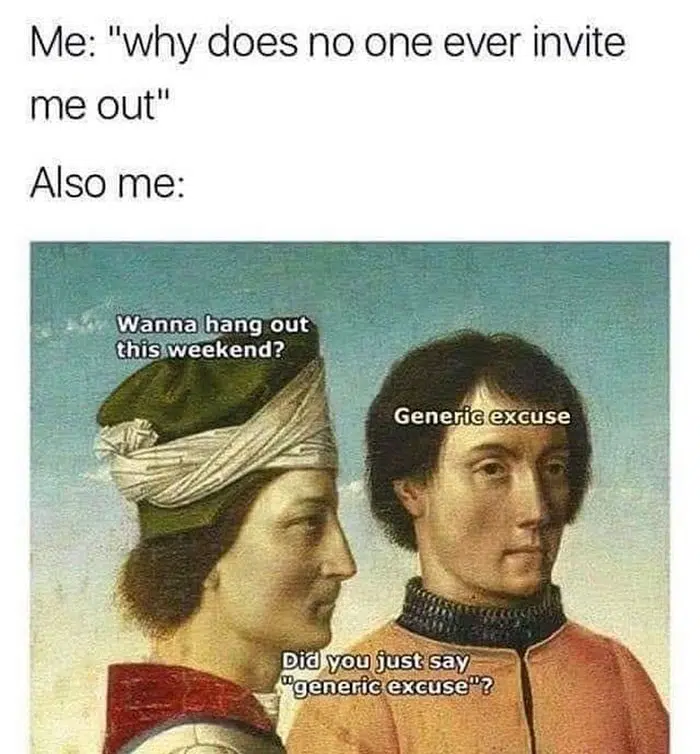 Me: "why does no one ever invite
me out"
Also me:
Wanna hang out
this weekend?
Generic excuse
Did you just say
"generic excuse"?